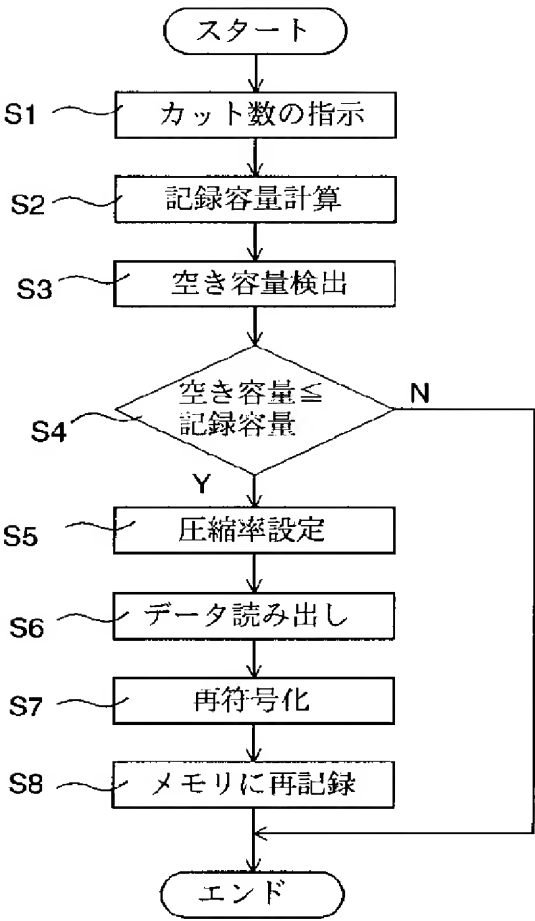 スタート
S1
カット数の指示
S2
記録容量計算
S3
空き容量検出
S4
空き容量≦
記録容量
N
Y
S5
圧縮率設定
S6
データ読み出し
S7
再符号化
S8
メモリに再記録
エンド